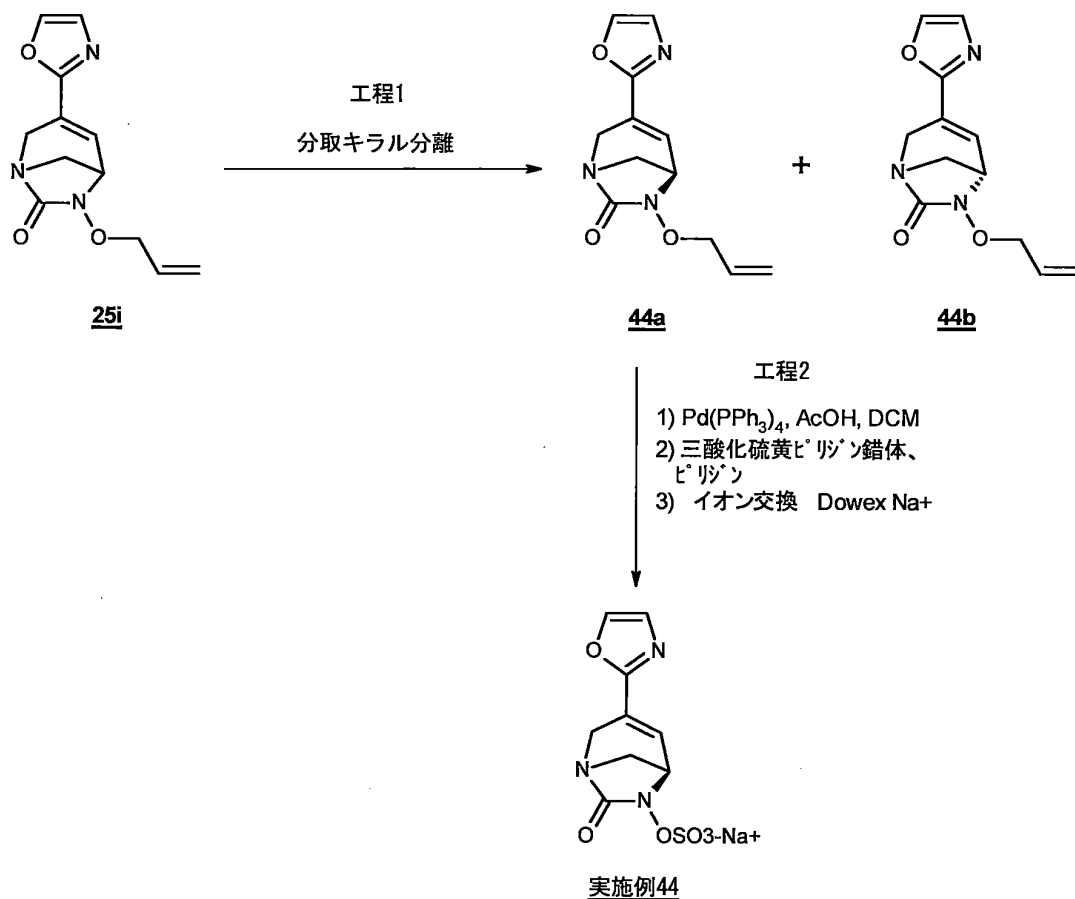 工程1
分取キラル分離
+
25i
44a
44b
工程2
1) Pd(PPh3)4, AcOH, DCM
2) 三酸化硫黄ピリジン錯体、
ピリジン
3) イオン交換 Dowex Na+
O
N
N
O
N
O
O
N
N
O
N
O
O
N
N
O
N
O
O
N
N
O
N
OSO3-Na+
実施例44